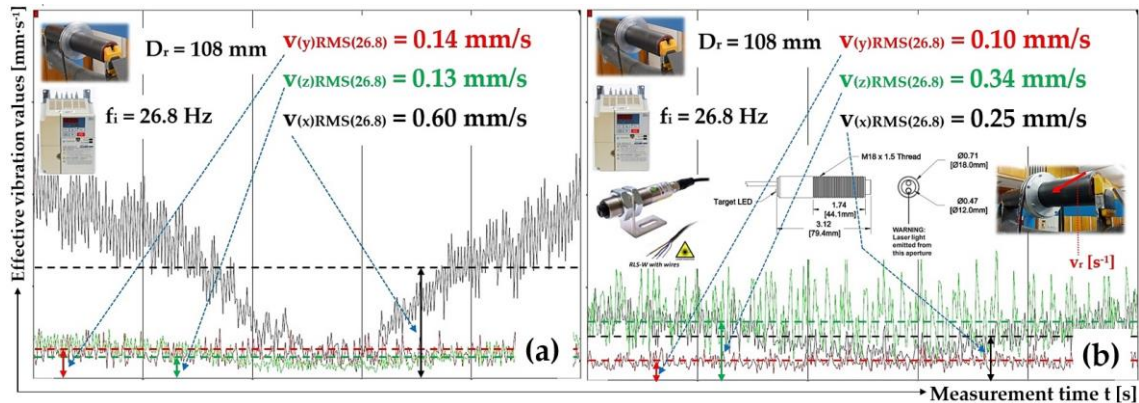 Effective vibration values [mm·s⁻¹]
Dᵣ = 108 mm
fᵢ = 26.8 Hz
v(y)RMS(26.8) = 0.14 mm/s
v(z)RMS(26.8) = 0.13 mm/s
v(x)RMS(26.8) = 0.60 mm/s
(a)
Dᵣ = 108 mm
fᵢ = 26.8 Hz
v(y)RMS(26.8) = 0.10 mm/s
v(z)RMS(26.8) = 0.34 mm/s
v(x)RMS(26.8) = 0.25 mm/s
M18 x 1.5 Thread
Ø0.71
[Ø18.0mm]
Target LED
1.74
[44.1mm]
3.12
[79.4mm]
Ø0.47
[Ø12.0mm]
WARNING:
Laser light
emitted from
this aperture
RLS-W with wires
vᵣ [s⁻¹]
(b)
Measurement time t [s]